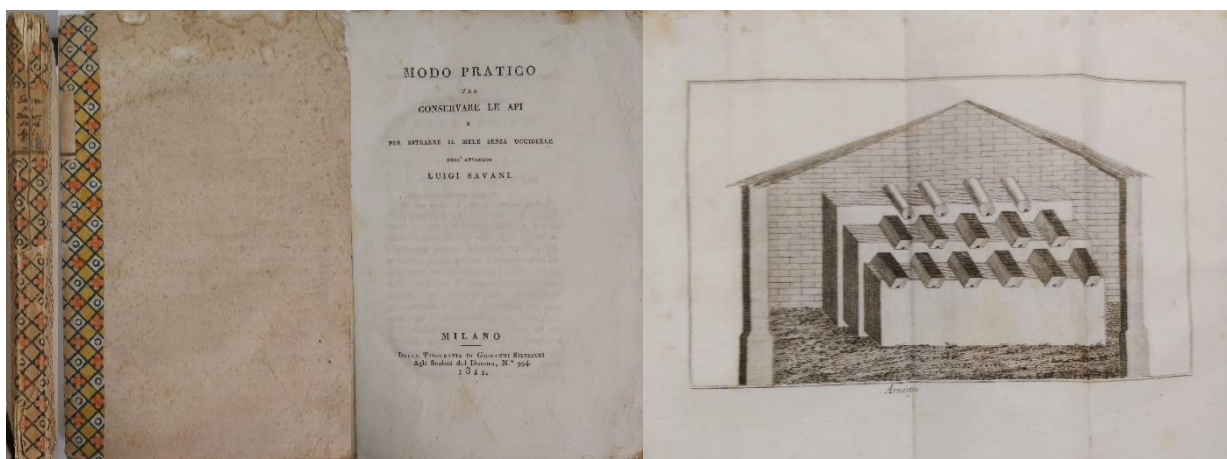 MODO PRATICO
PER
CONSERVARE LE API
E
PER ESTRARRE IL MELE SENZA UCCIDERLE
DELL' AVVOCATO
LUIGI SAVANI.
MILANO
DALLA TIPOGRAFIA DI GIOVANNI SILVESTRI
Agli Scalini del Duomo, N.º 994
1811.